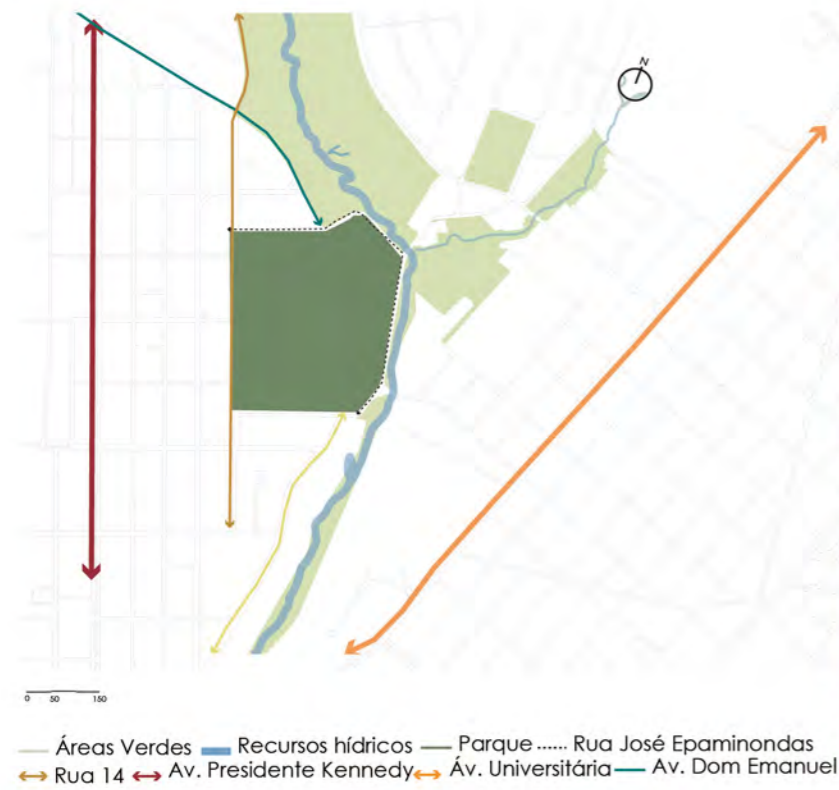 N
0 50 150
Áreas Verdes Recursos hídricos Parque Rua José Epaminondas
Rua 14 Av. Presidente Kennedy Áv. Universitária Av. Dom Emanuel